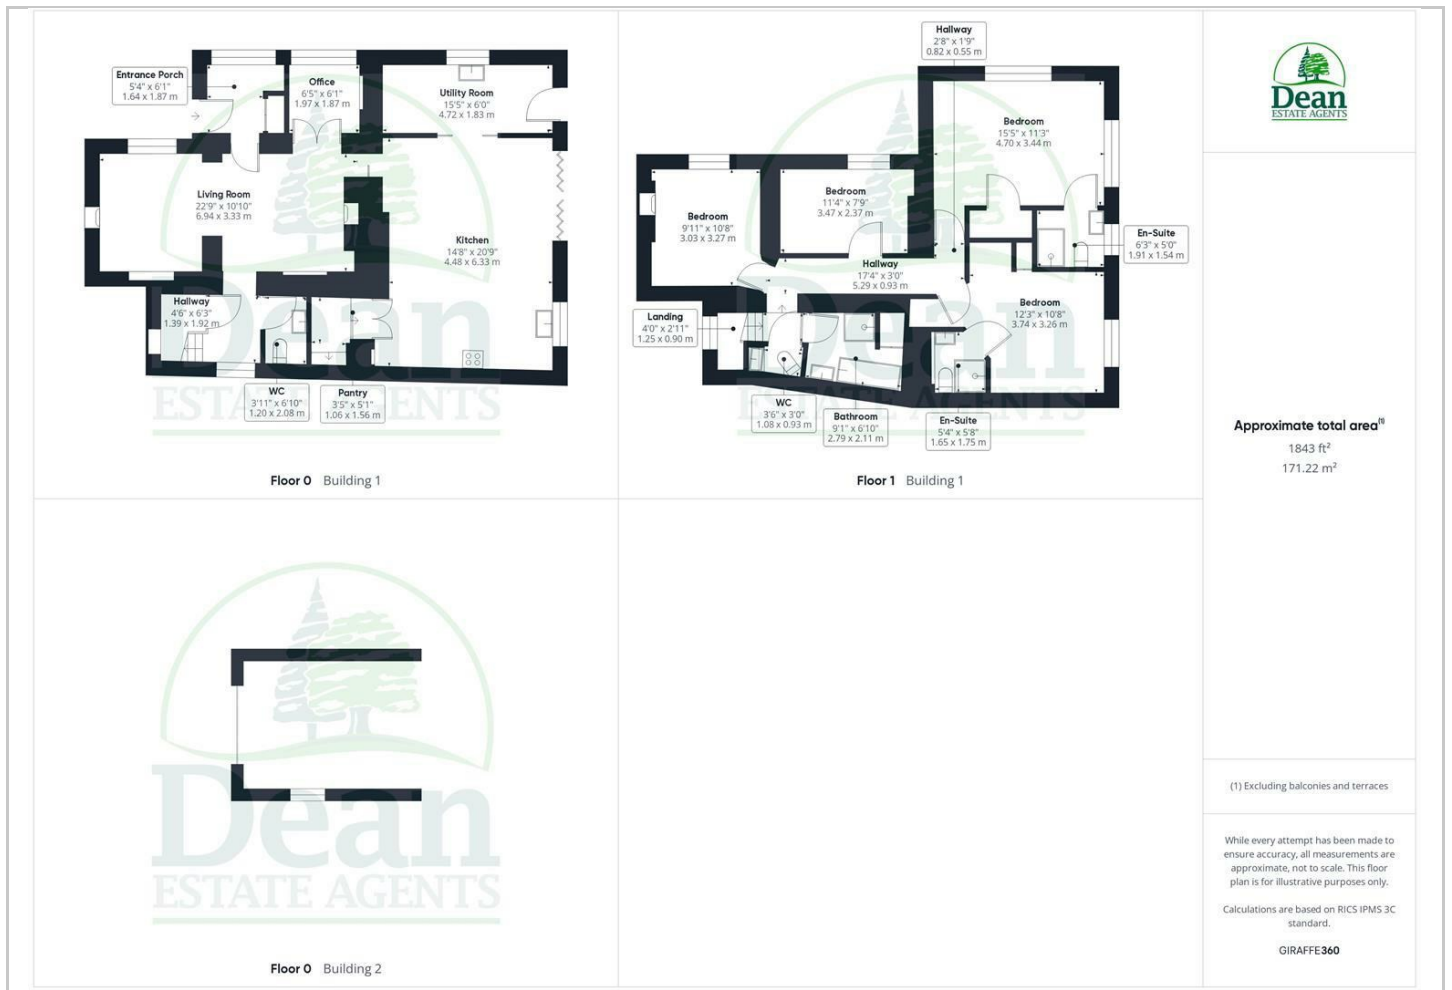 Entrance Porch
5'4" x 6'1"
1.64 x 1.87 m
Office
6'5" x 6'1"
1.97 x 1.87 m
Utility Room
15'5" x 6'0"
4.72 x 1.83 m
Living Room
22'9" x 10'10"
6.94 x 3.33 m
Kitchen
14'8" x 20'9"
4.48 x 6.33 m
Hallway
4'6" x 6'3"
1.39 x 1.92 m
WC
3'11" x 6'10"
1.20 x 2.08 m
Pantry
3'5" x 5'1"
1.06 x 1.56 m
Dean
ESTATE AGENTS
Floor 0 Building 1
Hallway
2'8" x 1'9"
0.82 x 0.55 m
Bedroom
15'5" x 11'3"
4.70 x 3.44 m
Bedroom
11'4" x 7'9"
3.47 x 2.37 m
Bedroom
9'11" x 10'8"
3.03 x 3.27 m
En-Suite
6'3" x 5'0"
1.91 x 1.54 m
Hallway
17'4" x 3'0"
5.29 x 0.93 m
Bedroom
12'3" x 10'8"
3.74 x 3.26 m
Landing
4'0" x 2'11"
1.25 x 0.90 m
WC
3'6" x 3'0"
1.08 x 0.93 m
Bathroom
9'1" x 6'10"
2.79 x 2.11 m
En-Suite
5'4" x 5'8"
1.65 x 1.75 m
Dean
ESTATE AGENTS
Floor 1 Building 1
Dean
ESTATE AGENTS
Floor 0 Building 2
Dean
ESTATE AGENTS
Approximate total area(1)
1843 ft²
171.22 m²
(1) Excluding balconies and terraces
While every attempt has been made to
ensure accuracy, all measurements are
approximate, not to scale. This floor
plan is for illustrative purposes only.
Calculations are based on RICS IPMS 3C
standard.
GIRAFFE360